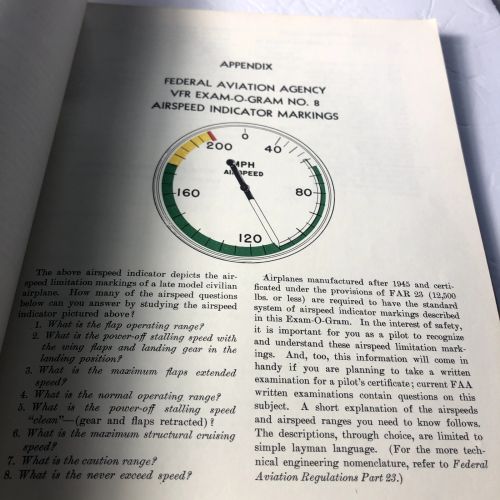 APPENDIX
FEDERAL AVIATION AGENCY
VFR EXAM-O-GRAM NO. 8
AIRSPEED INDICATOR MARKINGS
0
200
40
MPH
AIRSPEED
160
80
120
The above airspeed indicator depicts the air-
speed limitation markings of a late model civilian
airplane. How many of the airspeed questions
below can you answer by studying the airspeed
indicator pictured above?
1. What is the flap operating range?
2. What is the power-off stalling speed with
the wing flaps and landing gear in the
landing position?
3. What is the maximum flaps extended
speed?
4. What is the normal operating range?
5. What is the power-off stalling speed
"clean"—(gear and flaps retracted)?
6. What is the maximum structural cruising
speed?
7. What is the caution range?
8. What is the never exceed speed?
Airplanes manufactured after 1945 and certi-
ficated under the provisions of FAR 23 (12,500
lbs. or less) are required to have the standard
system of airspeed indicator markings described
in this Exam-O-Gram. In the interest of safety,
it is important for you as a pilot to recognize
and understand these airspeed limitation mark-
ings. And, too, this information will come in
handy if you are planning to take a written
examination for a pilot's certificate; current FAA
written examinations contain questions on this
subject. A short explanation of the airspeeds
and airspeed ranges you need to know follows.
The descriptions, through choice, are limited to
simple layman language. (For the more tech-
nical engineering nomenclature, refer to Federal
Aviation Regulations Part 23.)